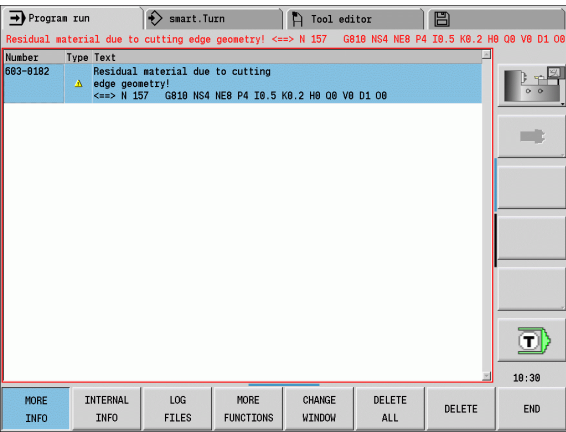 Program run
smart.Turn
Tool editor
Residual material due to cutting edge geometry! <==> N 157 G810 NS4 NE8 P4 I0.5 K0.2 H0 Q0 V0 D1 O0
Number Type Text
603-0182 Residual material due to cutting
edge geometry!
<==> N 157 G810 NS4 NE8 P4 I0.5 K0.2 H0 Q0 V0 D1 O0
T
10:30
MORE INFO
INTERNAL INFO
LOG FILES
MORE FUNCTIONS
CHANGE WINDOW
DELETE ALL
DELETE
END